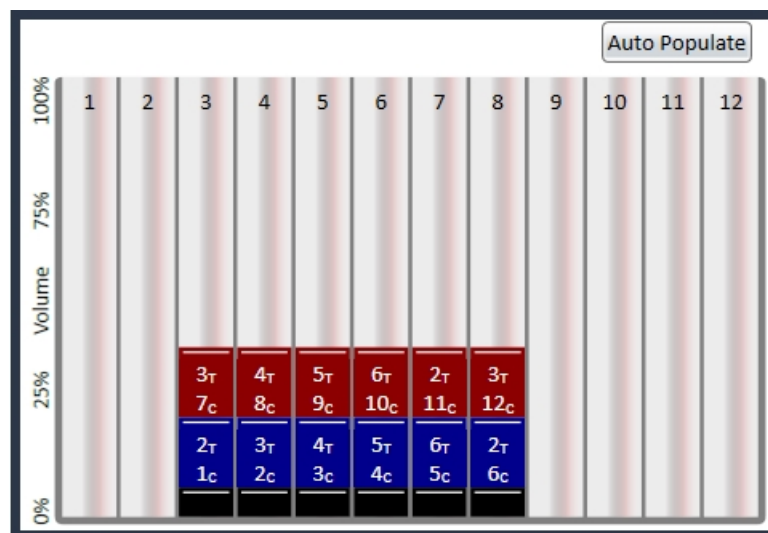 Auto Populate
100%
75%
Volume
25%
0%
1 2 3 4 5 6 7 8 9 10 11 12
3T 4T 5T 6T 2T 3T
7C 8C 9C 10C 11C 12C
2T 3T 4T 5T 6T 2T
1C 2C 3C 4C 5C 6C